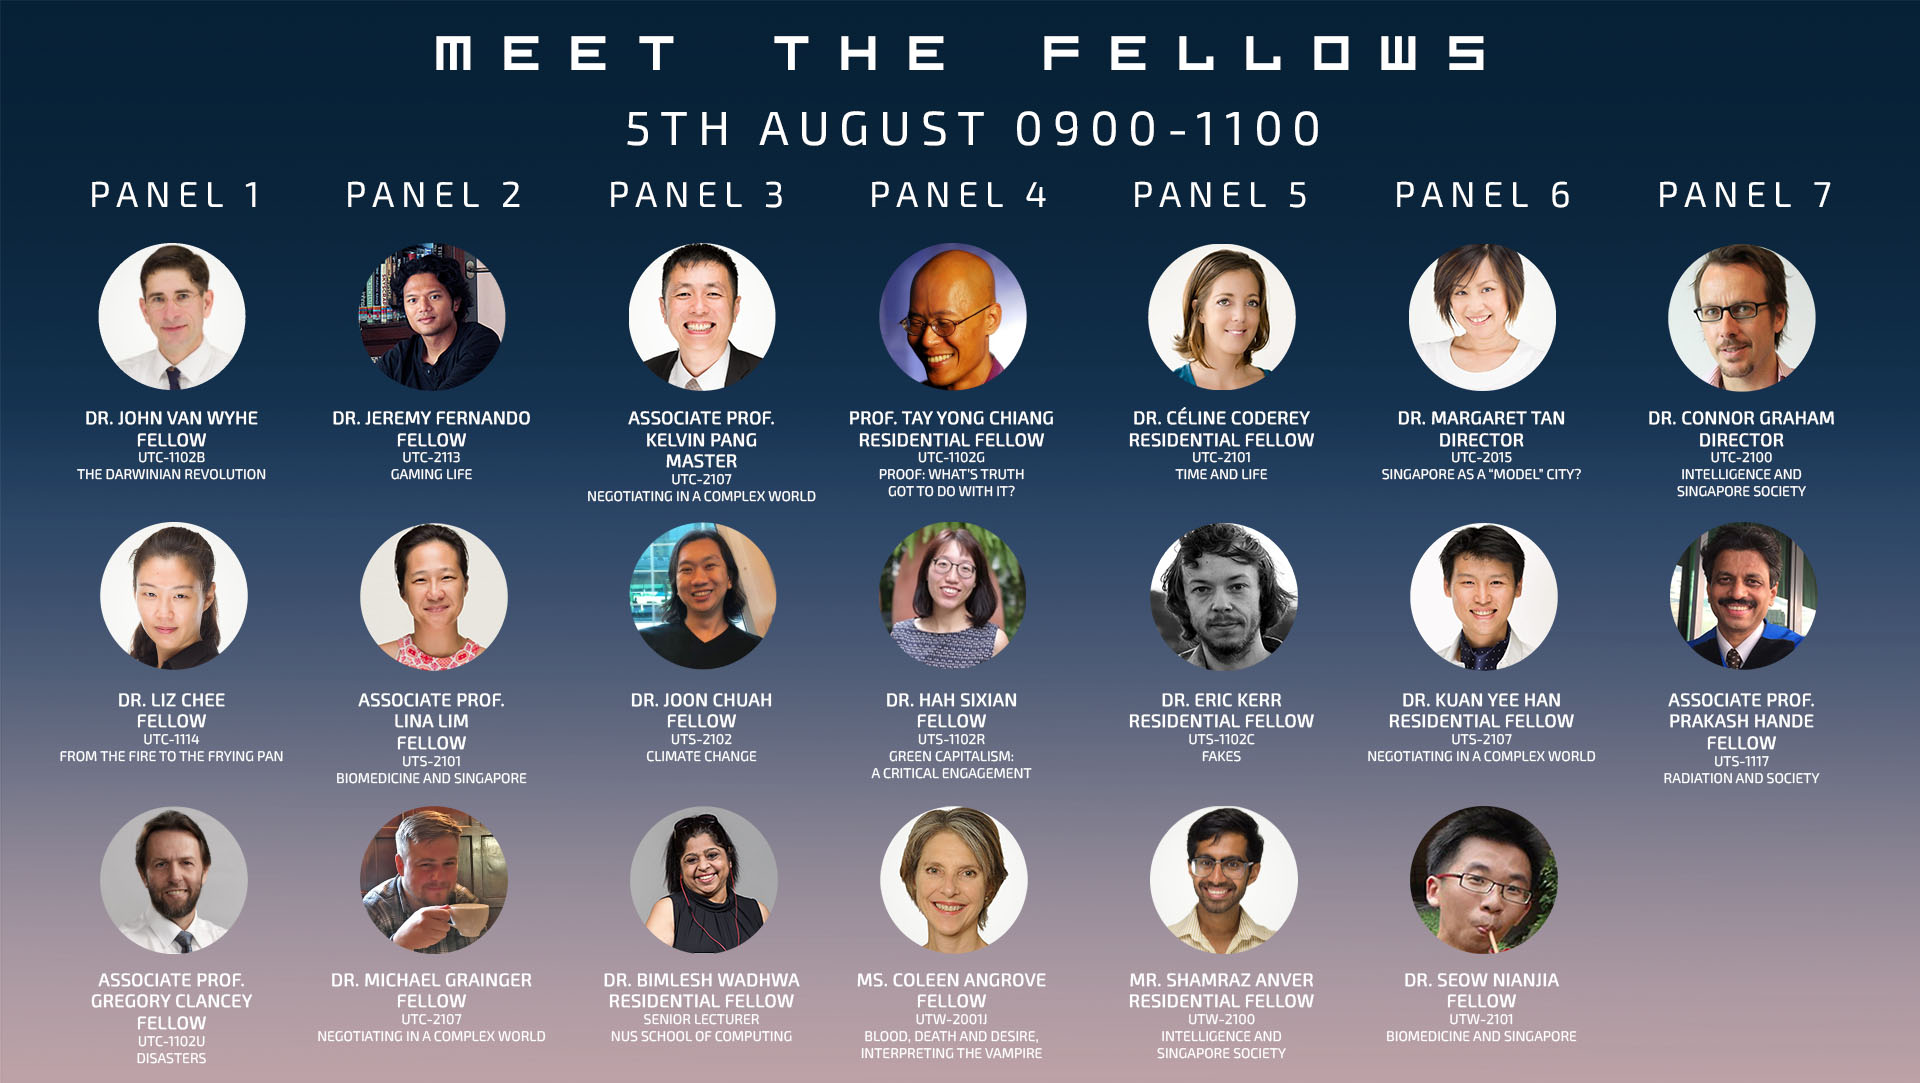 MEET THE FELLOWS
5TH AUGUST 0900-1100
PANEL 1
PANEL 2
PANEL 3
PANEL 4
PANEL 5
PANEL 6
PANEL 7
DR. JOHN VAN WYHE
FELLOW
UTC-1102B
THE DARWINIAN REVOLUTION
DR. JEREMY FERNANDO
FELLOW
UTC-2113
GAMING LIFE
ASSOCIATE PROF.
KELVIN PANG
MASTER
UTC-2107
NEGOTIATING IN A COMPLEX WORLD
PROF. TAY YONG CHIANG
RESIDENTIAL FELLOW
UTC-1102G
PROOF: WHAT'S TRUTH
GOT TO DO WITH IT?
DR. CÉLINE CODEREY
RESIDENTIAL FELLOW
UTC-2101
TIME AND LIFE
DR. MARGARET TAN
DIRECTOR
UTC-2015
SINGAPORE AS A “MODEL” CITY?
DR. CONNOR GRAHAM
DIRECTOR
UTC-2100
INTELLIGENCE AND
SINGAPORE SOCIETY
DR. LIZ CHEE
FELLOW
UTC-1114
FROM THE FIRE TO THE FRYING PAN
ASSOCIATE PROF.
LINA LIM
FELLOW
UTS-2101
BIOMEDICINE AND SINGAPORE
DR. JOON CHUAH
FELLOW
UTS-2102
CLIMATE CHANGE
DR. HAH SIXIAN
FELLOW
UTS-1102R
GREEN CAPITALISM:
A CRITICAL ENGAGEMENT
DR. ERIC KERR
RESIDENTIAL FELLOW
UTS-1102C
FAKES
DR. KUAN YEE HAN
RESIDENTIAL FELLOW
UTS-2107
NEGOTIATING IN A COMPLEX WORLD
ASSOCIATE PROF.
PRAKASH HANDE
FELLOW
UTS-1117
RADIATION AND SOCIETY
ASSOCIATE PROF.
GREGORY CLANCEY
FELLOW
UTC-1102U
DISASTERS
DR. MICHAEL GRAINGER
FELLOW
UTC-2107
NEGOTIATING IN A COMPLEX WORLD
DR. BIMLESH WADHWA
RESIDENTIAL FELLOW
SENIOR LECTURER
NUS SCHOOL OF COMPUTING
MS. COLEEN ANGROVE
FELLOW
UTW-2001J
BLOOD, DEATH AND DESIRE,
INTERPRETING THE VAMPIRE
MR. SHAMRAZ ANVER
RESIDENTIAL FELLOW
UTW-2100
INTELLIGENCE AND
SINGAPORE SOCIETY
DR. SEOW NIANJIA
FELLOW
UTW-2101
BIOMEDICINE AND SINGAPORE